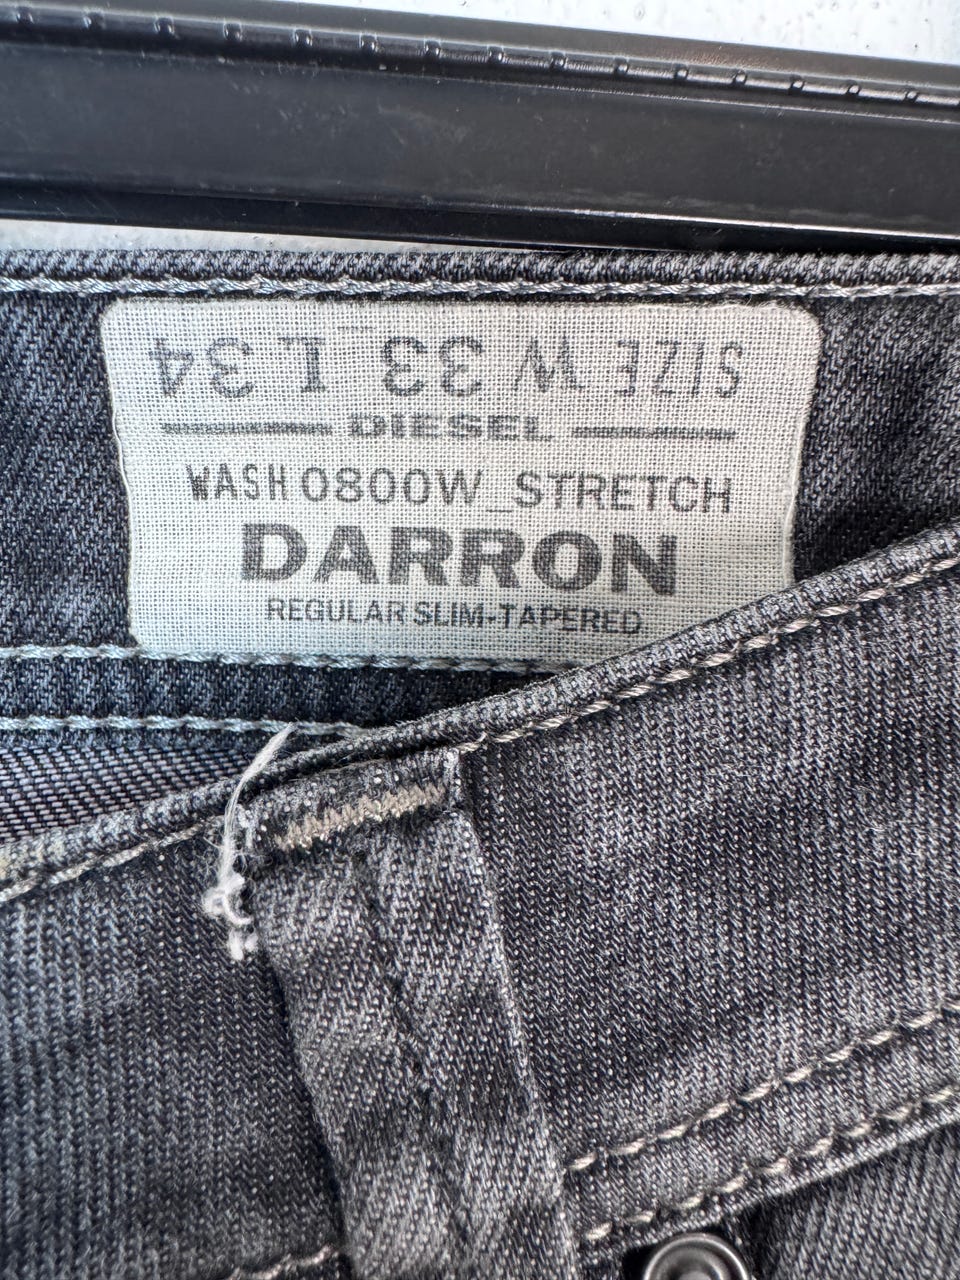 SIZE W 33 L 34
DIESEL
WASH 0800W_STRETCH
DARRON
REGULAR SLIM-TAPERED